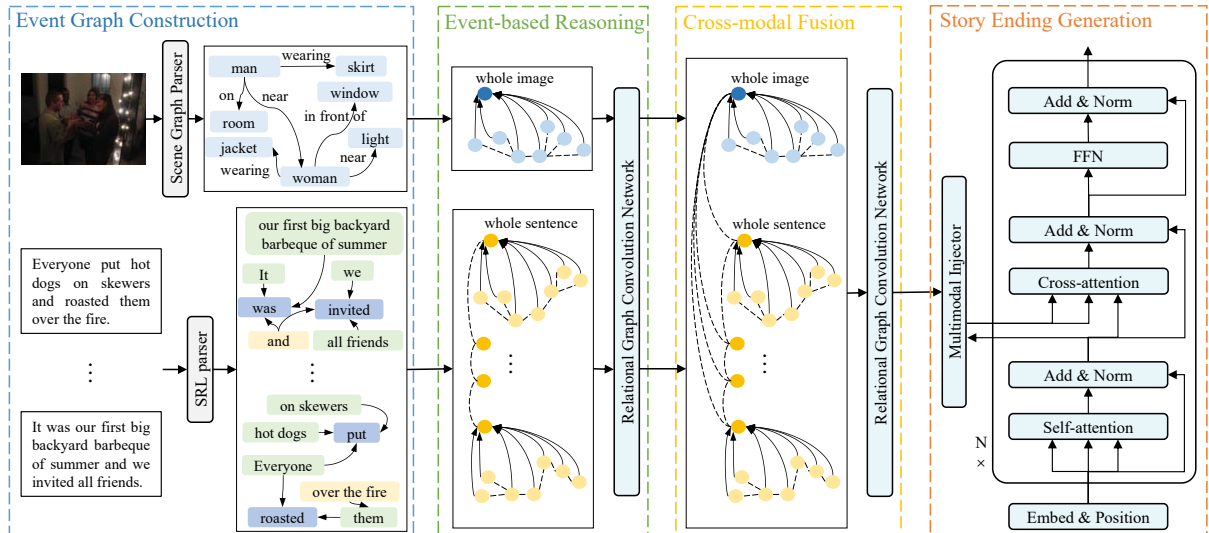 Event Graph Construction
Event-based Reasoning
Cross-modal Fusion
Story Ending Generation
Scene Graph Parser
man
wearing
skirt
on
near
window
room
in front of
jacket
light
wearing
near
woman
whole image
Relational Graph Convolution Network
whole image
Relational Graph Convolution Network
Everyone put hot
dogs on skewers
and roasted them
over the fire.
...
It was our first big
backyard barbeque
of summer and we
invited all friends.
SRL parser
our first big backyard
barbeque of summer
It
we
was
invited
and
all friends
...
on skewers
hot dogs
put
Everyone
over the fire
roasted
them
whole sentence
...
whole sentence
...
Multimodal Injector
Add & Norm
FFN
Add & Norm
Cross-attention
Add & Norm
Self-attention
N
×
Embed & Position